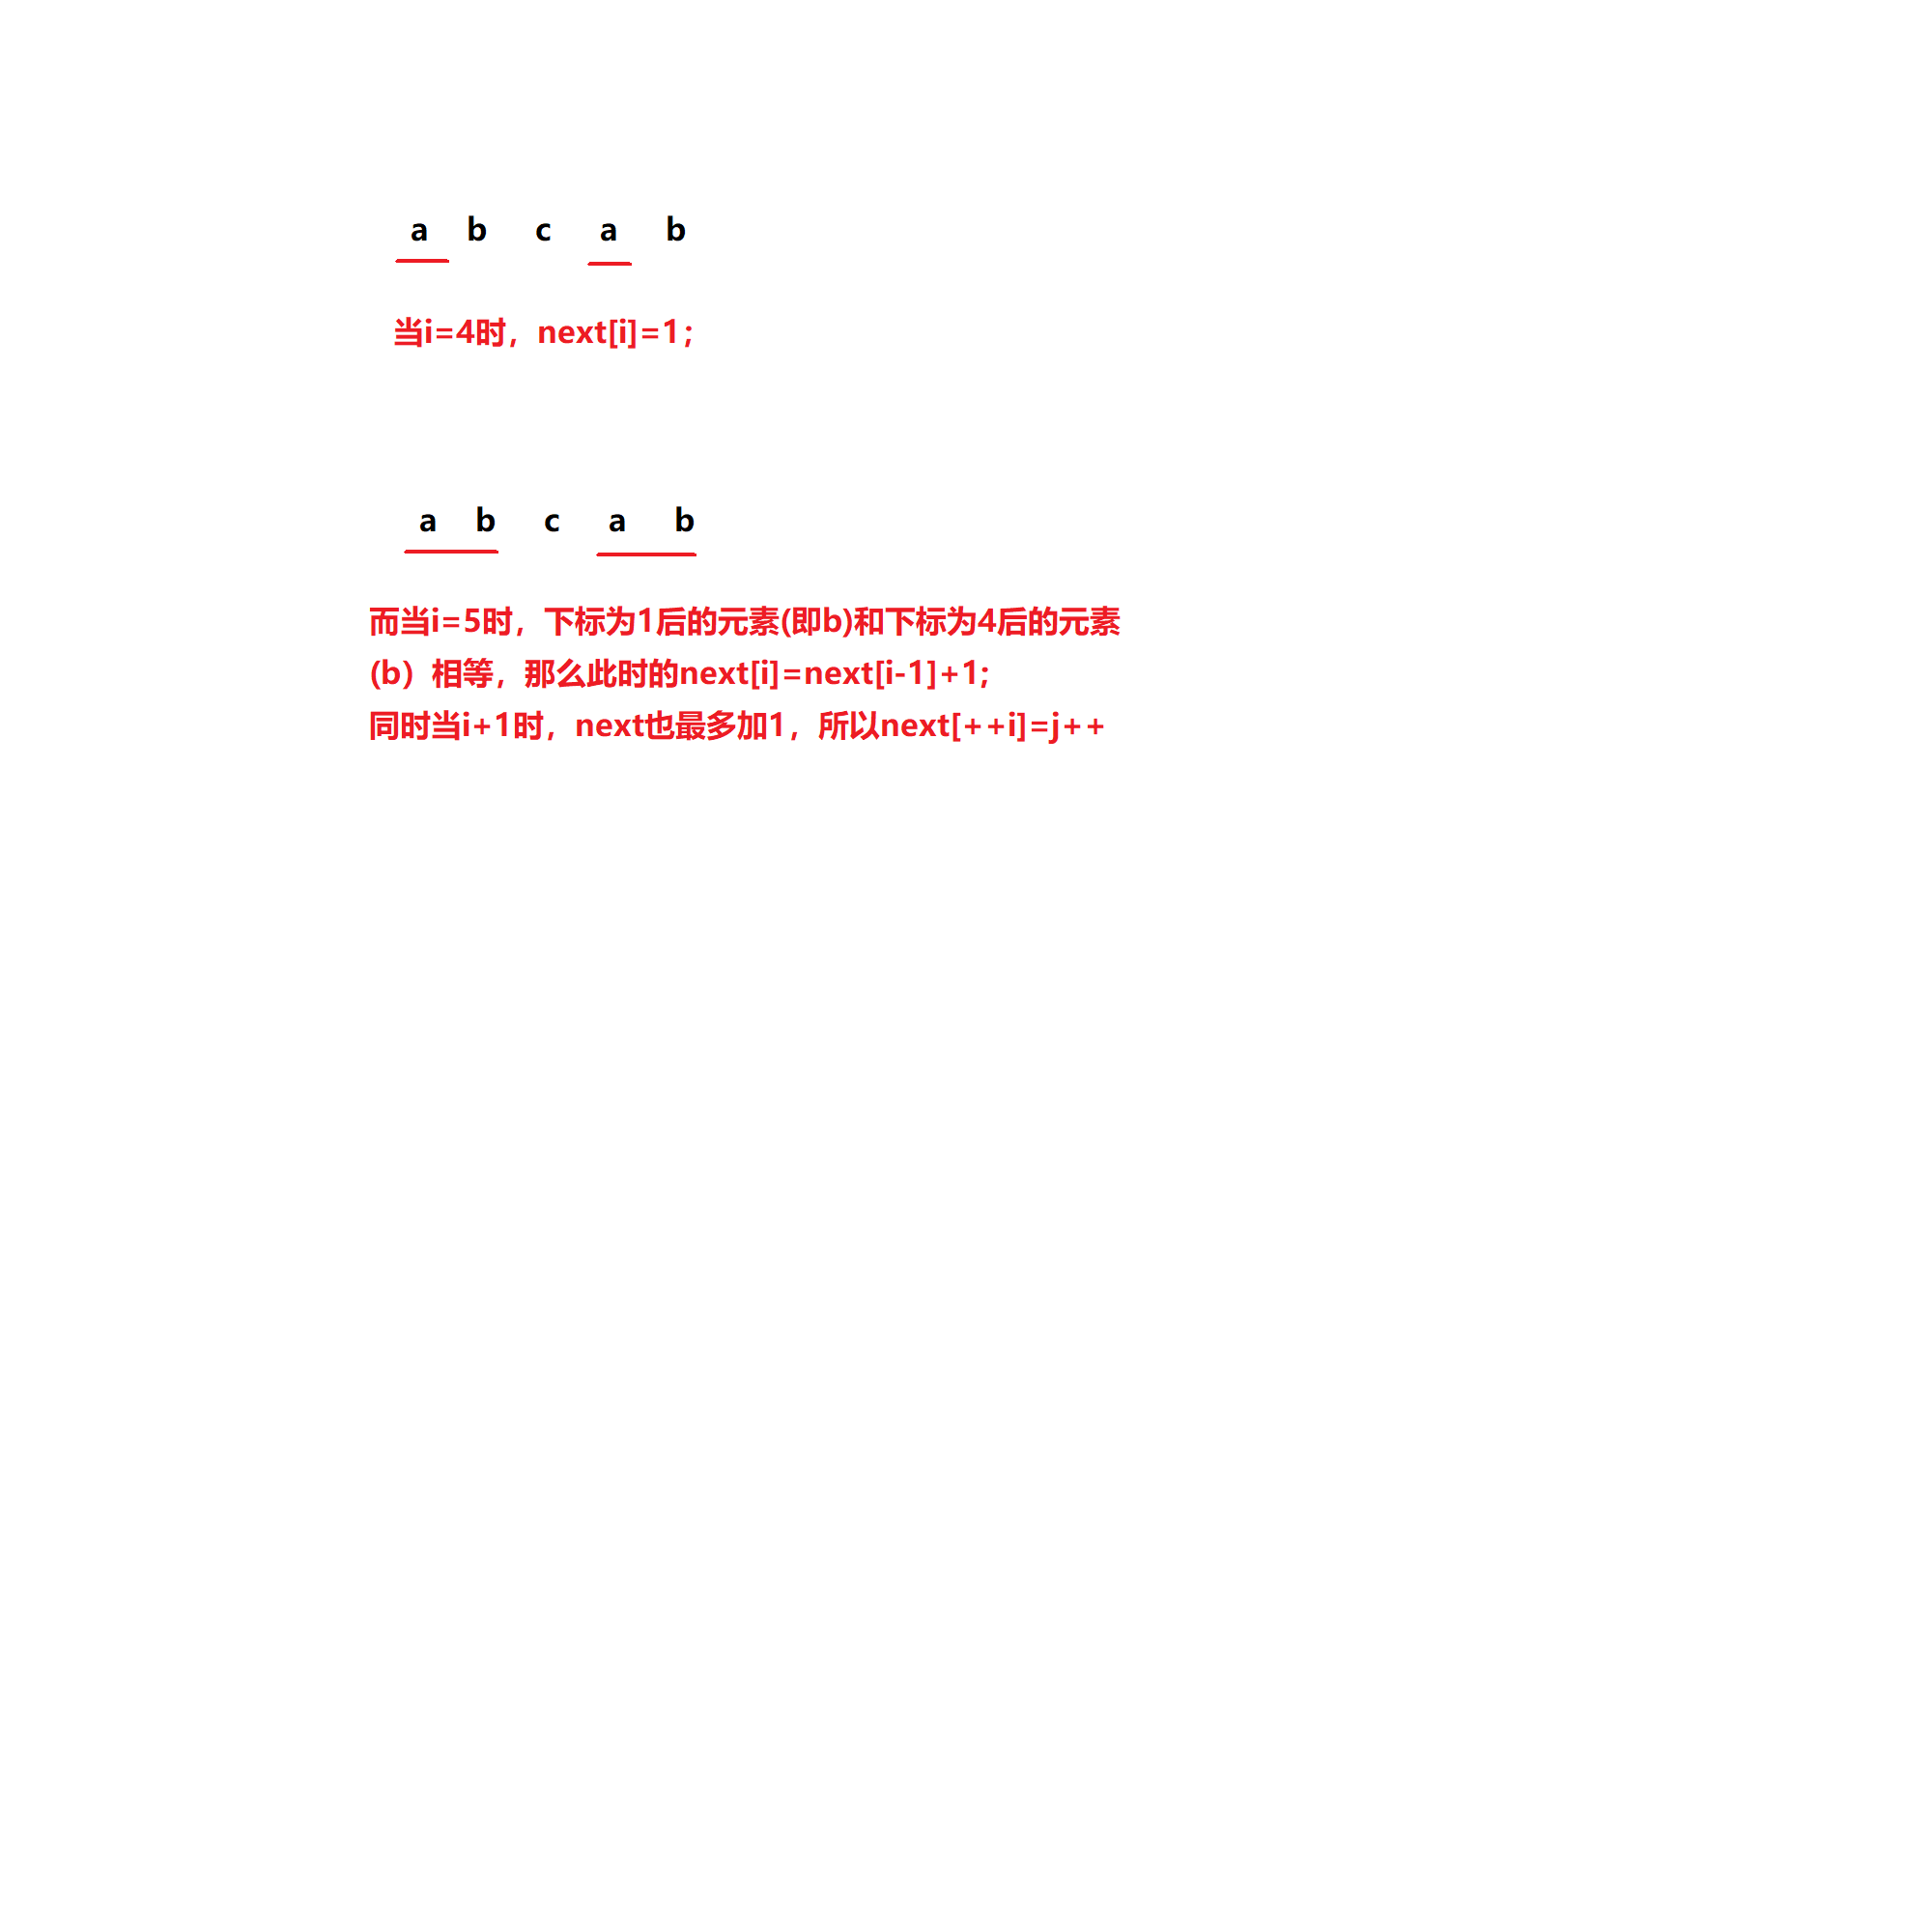 a b c a b
当i=4时，next[i]=1；
a b c a b
而当i=5时，下标为1后的元素(即b)和下标为4后的元素
(b）相等，那么此时的next[i]=next[i-1]+1；
同时当i+1时，next也最多加1，所以next[++i]=j++